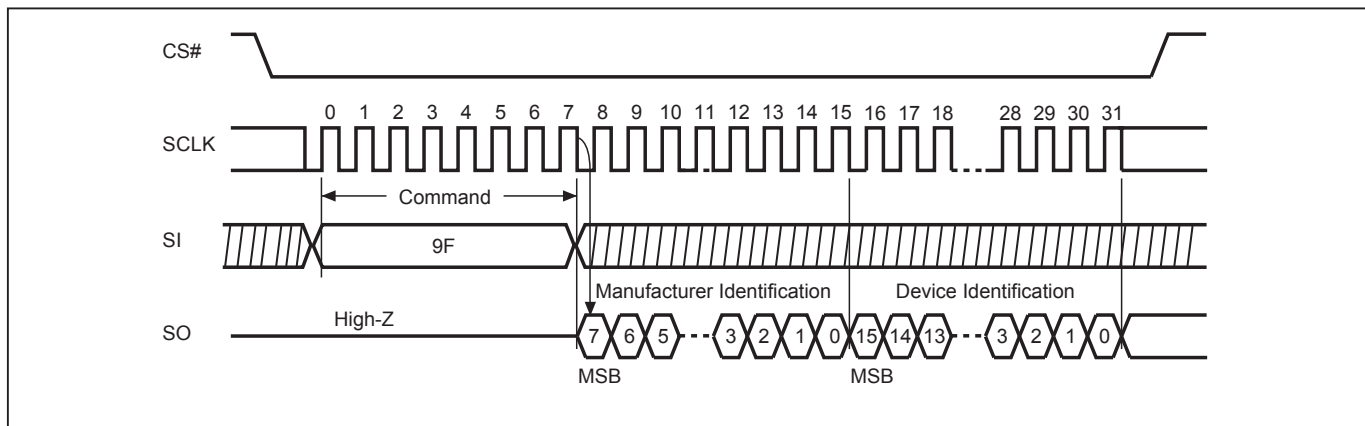 CS#
0 1 2 3 4 5 6 7 8 9 10 11 12 13 14 15 16 17 18 28 29 30 31
SCLK
Command
SI
9F
Manufacturer Identification Device Identification
High-Z
SO
7 6 5 3 2 1 0 15 14 13 3 2 1 0
MSB MSB